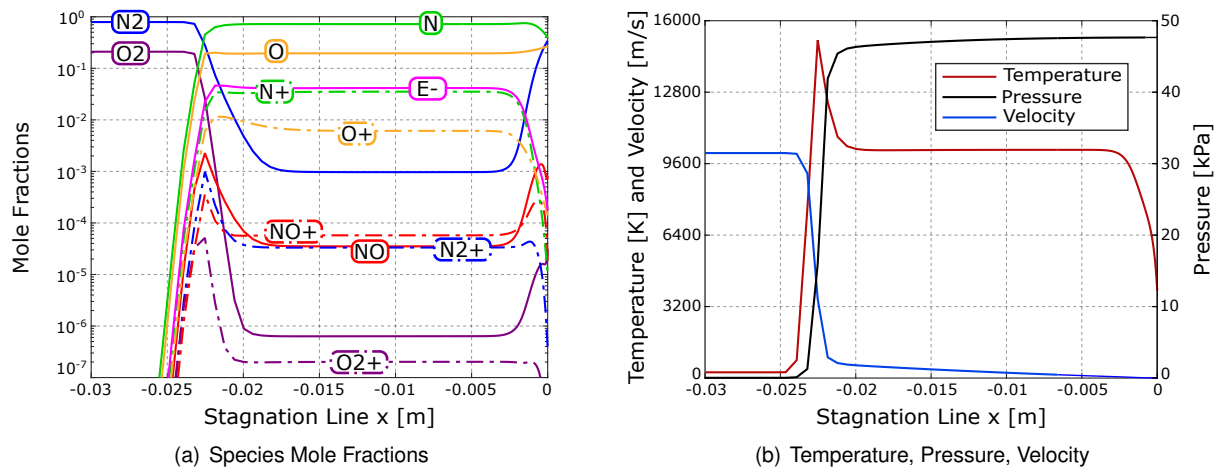 10⁰
10⁻¹
10⁻²
10⁻³
10⁻⁴
10⁻⁵
10⁻⁶
10⁻⁷
Mole Fractions
N2
O2
N
O
N+
E-
O+
NO+
NO
N2+
O2+
-0.03 -0.025 -0.02 -0.015 -0.01 -0.005 0
Stagnation Line x [m]
(a) Species Mole Fractions
16000
12800
9600
6400
3200
0
Temperature [K] and Velocity [m/s]
Temperature
Pressure
Velocity
50
40
30
20
10
0
Pressure [kPa]
-0.03 -0.025 -0.02 -0.015 -0.01 -0.005 0
Stagnation Line x [m]
(b) Temperature, Pressure, Velocity